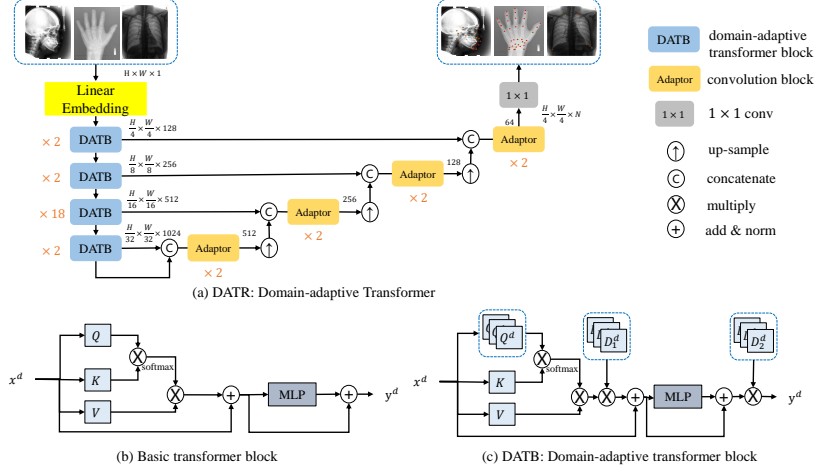 H × W × 1
Linear
Embedding
× 2
DATB
H/4 × W/4 × 128
× 2
DATB
H/8 × W/8 × 256
× 18
DATB
H/16 × W/16 × 512
× 2
DATB
H/32 × W/32 × 1024
C
Adaptor
× 2
512
↑
C
Adaptor
× 2
256
↑
C
Adaptor
× 2
128
↑
C
Adaptor
× 2
64
1 × 1
H/4 × W/4 × N
DATB
domain-adaptive
transformer block
Adaptor
convolution block
1 × 1
1 × 1 conv
↑
up-sample
C
concatenate
×
multiply
+
add & norm
(a) DATR: Domain-adaptive Transformer
x^d
Q
K
V
×
softmax
×
+
MLP
+
y^d
(b) Basic transformer block
x^d
Q^d
K
V
×
softmax
×
×
D_1^d
+
MLP
+
×
D_2^d
y^d
(c) DATB: Domain-adaptive transformer block